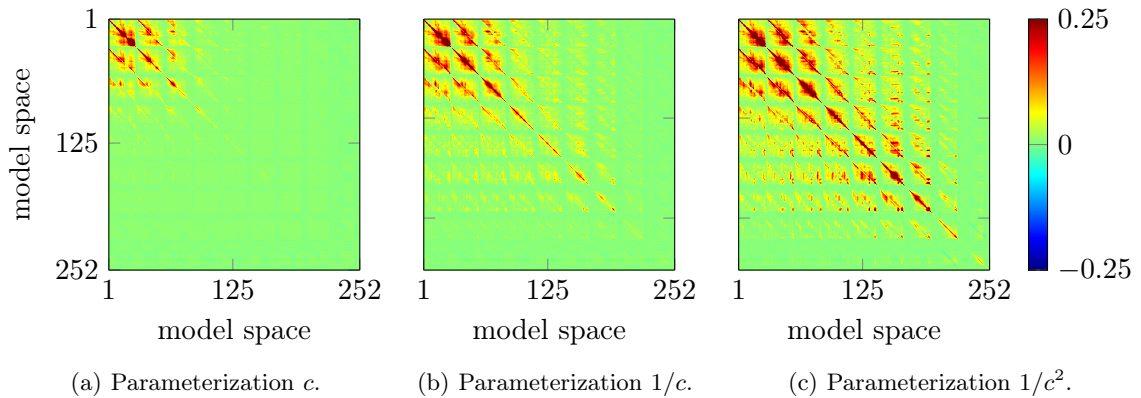 1
125
252
model space
1
125
252
model space
1
125
252
model space
1
125
252
model space
0.25
0
−0.25
(a) Parameterization c.
(b) Parameterization 1/c.
(c) Parameterization 1/c².